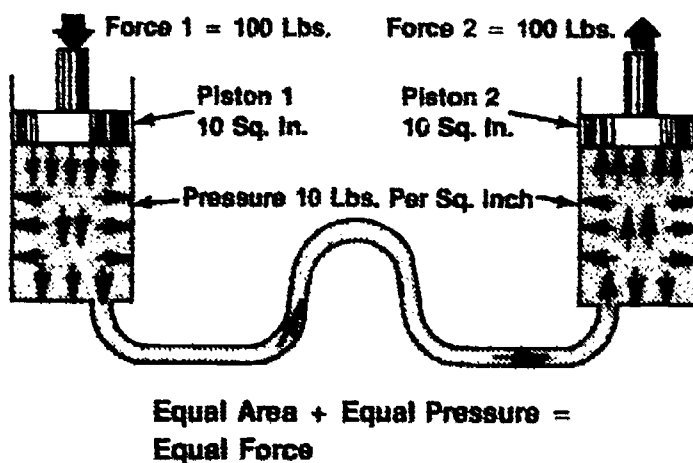 Force 1 = 100 Lbs.
Force 2 = 100 Lbs.
Piston 1
10 Sq. In.
Piston 2
10 Sq. In.
Pressure 10 Lbs. Per Sq. Inch
Equal Area + Equal Pressure =
Equal Force